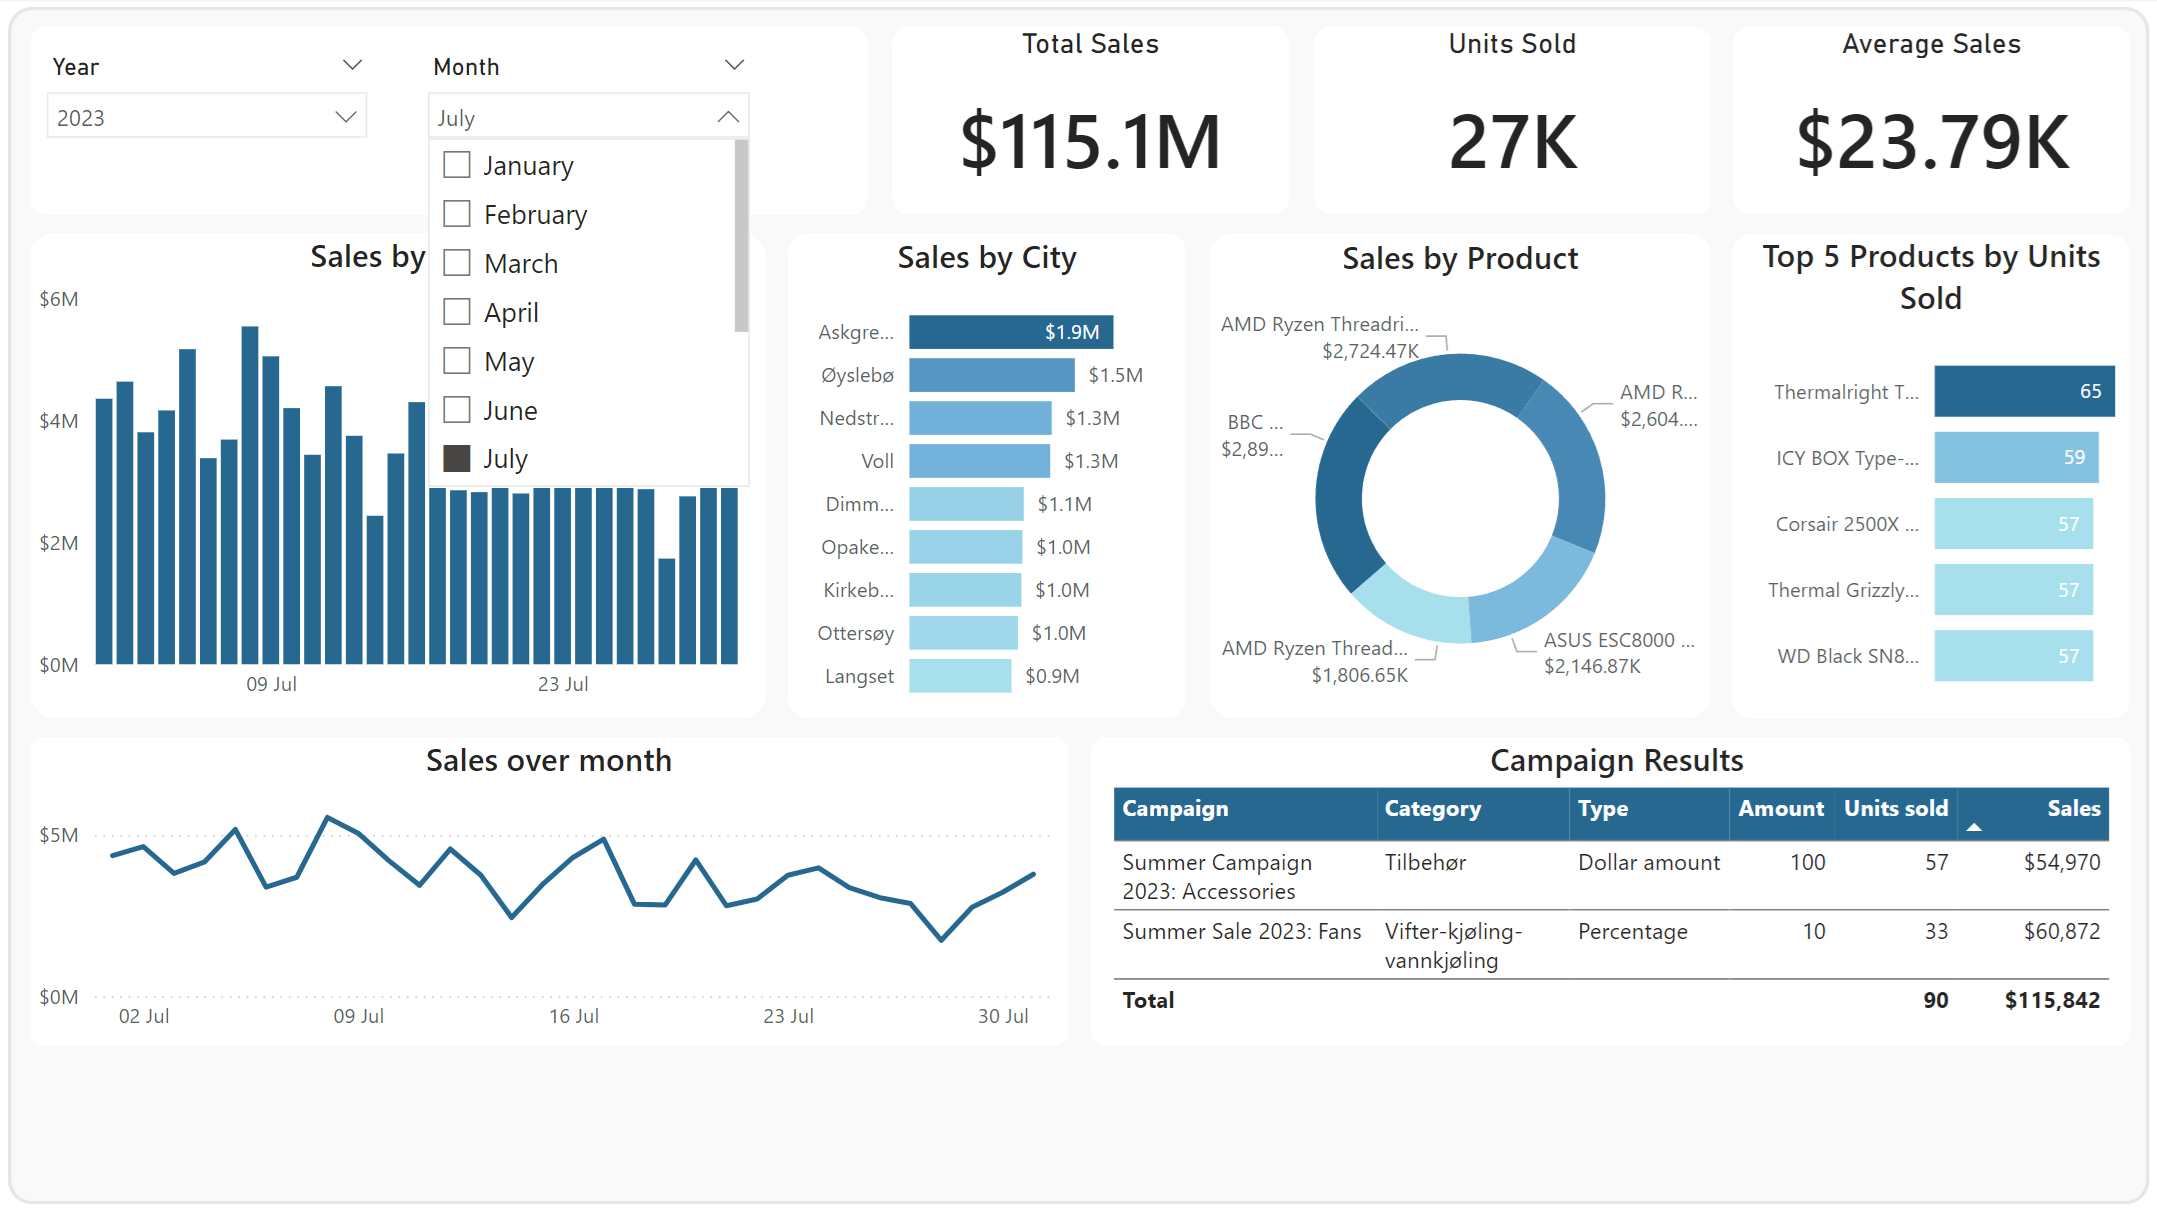 Year
2023
Month
July
January
February
March
April
May
June
July
Total Sales
$115.1M
Units Sold
27K
Average Sales
$23.79K
Sales by
$6M
$4M
$2M
$0M
09 Jul
23 Jul
Sales by City
Askgre... $1.9M
Øyslebø $1.5M
Nedstr... $1.3M
Voll $1.3M
Dimm... $1.1M
Opake... $1.0M
Kirkeb... $1.0M
Ottersøy $1.0M
Langset $0.9M
Sales by Product
AMD Ryzen Threadri...
$2,724.47K
AMD R...
$2,604....
BBC ...
$2,89...
AMD Ryzen Thread...
$1,806.65K
ASUS ESC8000 ...
$2,146.87K
Top 5 Products by Units
Sold
Thermalright T... 65
ICY BOX Type-... 59
Corsair 2500X ... 57
Thermal Grizzly... 57
WD Black SN8... 57
Sales over month
$5M
$0M
02 Jul
09 Jul
16 Jul
23 Jul
30 Jul
Campaign Results
Campaign Category Type Amount Units sold Sales
Summer Campaign Tilbehør Dollar amount 100 57 $54,970
2023: Accessories
Summer Sale 2023: Fans Vifter-kjøling- Percentage 10 33 $60,872
vannkjøling
Total 90 $115,842